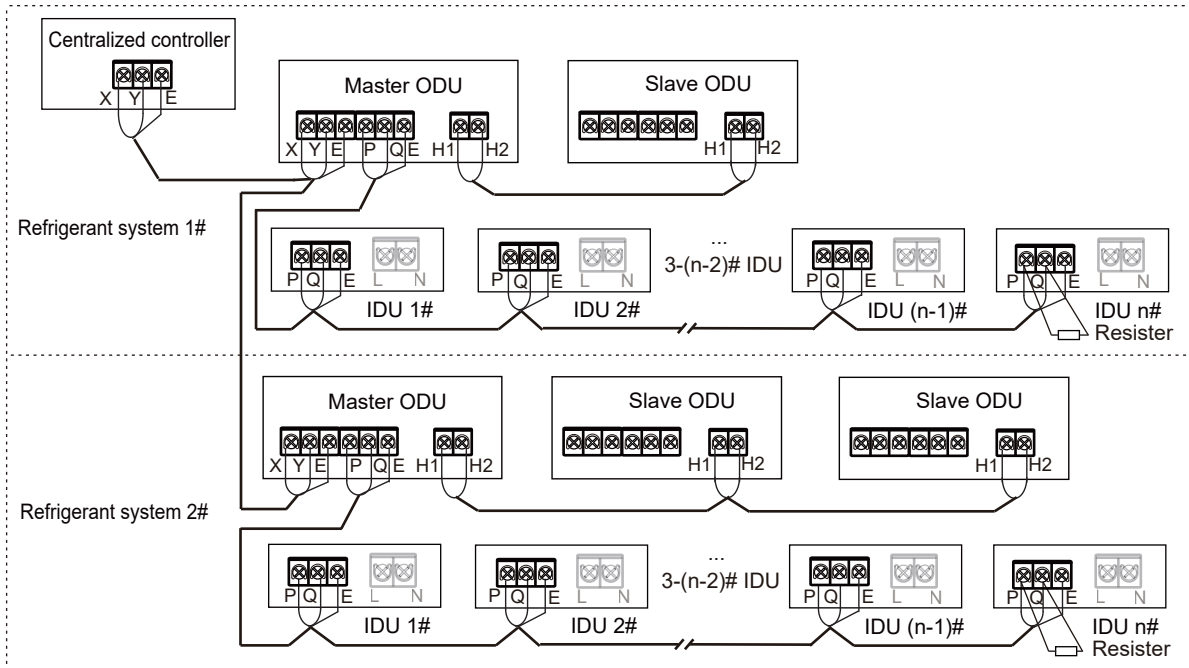 Centralized controller
X Y E
Master ODU
X Y E P Q E H1 H2
Slave ODU
H1 H2
Refrigerant system 1#
P Q E L N
IDU 1#
P Q E L N
IDU 2#
...
3-(n-2)# IDU
P Q E L N
IDU (n-1)#
P Q E L N
IDU n#
Resister
Master ODU
X Y E P Q E H1 H2
Slave ODU
H1 H2
Slave ODU
H1 H2
Refrigerant system 2#
P Q E L N
IDU 1#
P Q E L N
IDU 2#
...
3-(n-2)# IDU
P Q E L N
IDU (n-1)#
P Q E L N
IDU n#
Resister